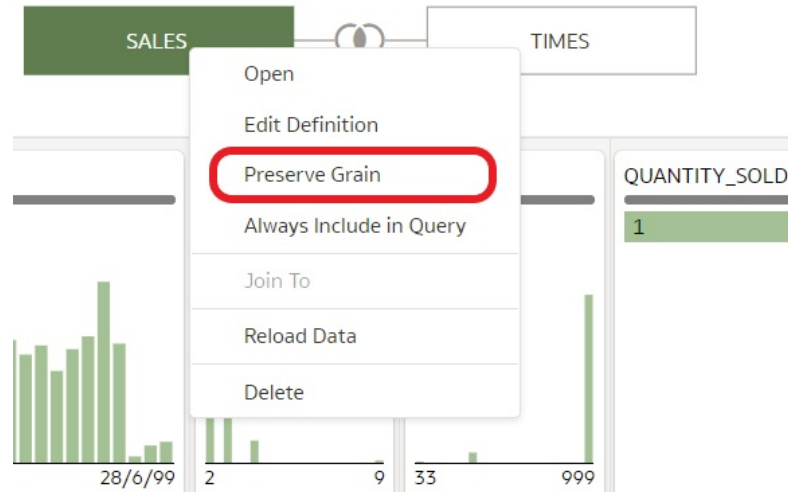 SALES
TIMES
Open
Edit Definition
Preserve Grain
Always Include in Query
Join To
Reload Data
Delete
QUANTITY_SOLD
1
28/6/99
2
9
33
999